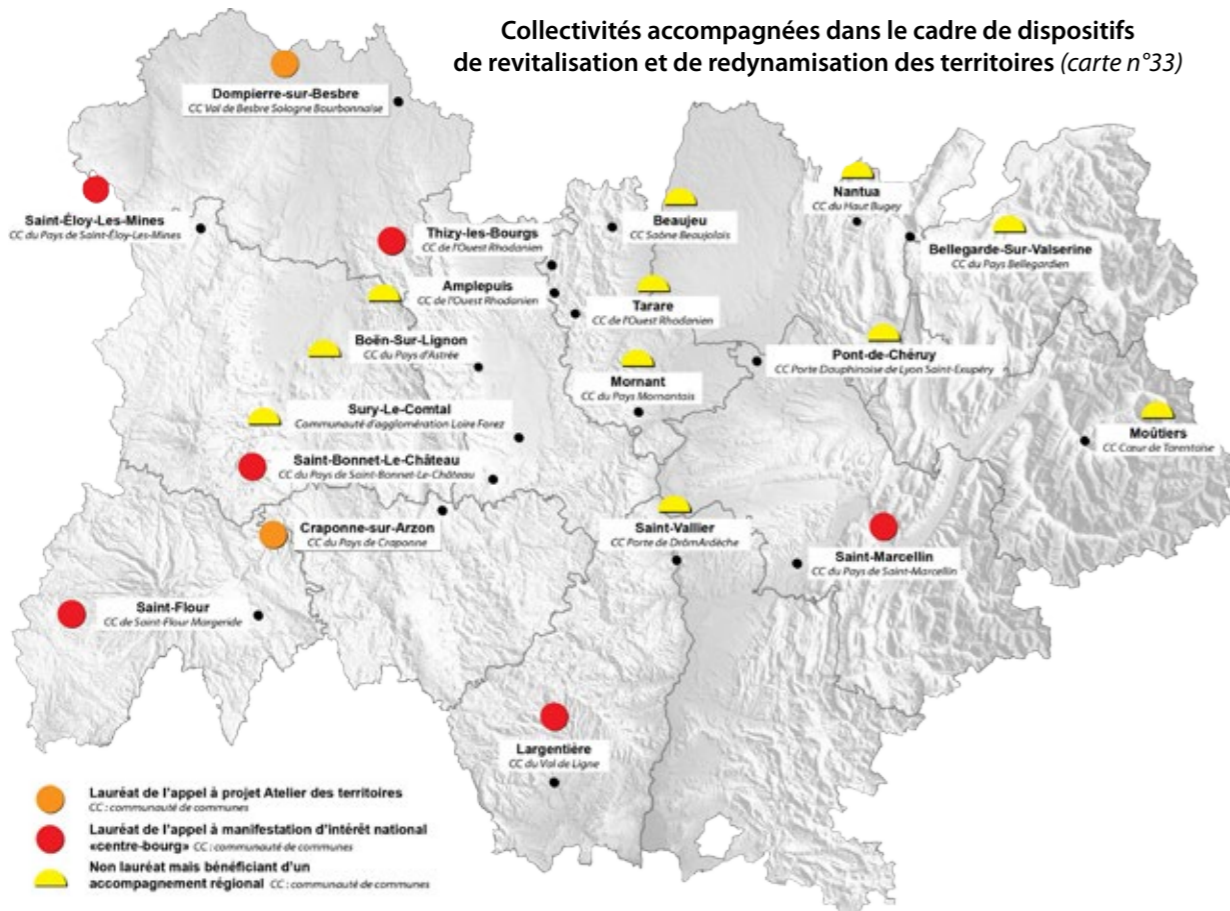 Collectivités accompagnées dans le cadre de dispositifs
de revitalisation et de redynamisation des territoires (carte n°33)
Dompierre-sur-Besbre
CC Val de Besbre Sologne Bourbonnaise
Saint-Éloy-Les-Mines
CC du Pays de Saint-Éloy-Les-Mines
Thizy-les-Bourgs
CC de l'Ouest Rhodanien
Beaujeu
CC Saône Beaujolais
Nantua
CC du Haut Bugey
Bellegarde-Sur-Valserine
CC du Pays Bellegardien
Amplepuis
CC de l'Ouest Rhodanien
Tarare
CC de l'Ouest Rhodanien
Boën-Sur-Lignon
CC du Pays d'Astrée
Mornant
CC du Pays Mornantais
Pont-de-Chéruy
CC Porte Dauphinoise de Lyon Saint-Exupéry
Sury-Le-Comtal
Communauté d'agglomération Loire Forez
Moûtiers
CC Cœur de Tarentaise
Saint-Bonnet-Le-Château
CC du Pays de Saint-Bonnet-Le-Château
Craponne-sur-Arzon
CC du Pays de Craponne
Saint-Vallier
CC Porte de DrômArdèche
Saint-Marcellin
CC du Pays de Saint-Marcellin
Saint-Flour
CC de Saint-Flour Margeride
Largentière
CC du Val de Ligne
Lauréat de l'appel à projet Atelier des territoires
CC : communauté de communes
Lauréat de l'appel à manifestation d'intérêt national
«centre-bourg» CC : communauté de communes
Non lauréat mais bénéficiant d'un
accompagnement régional CC : communauté de communes